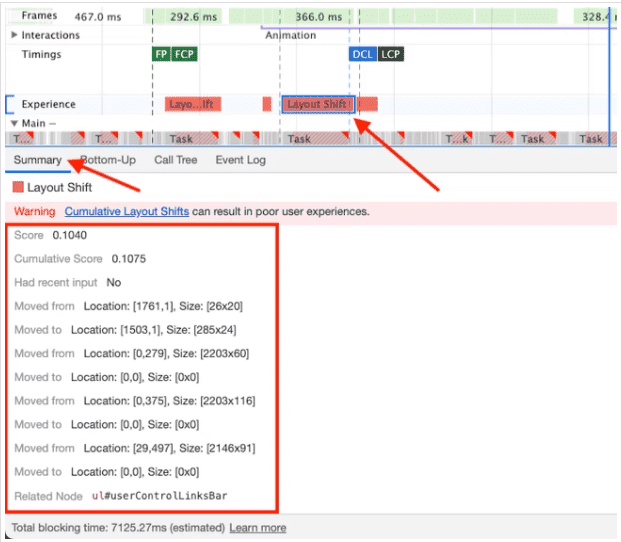 Frames 467.0 ms 292.6 ms 366.0 ms 328.4
Interactions Animation
Timings FP FCP DCL LCP
Experience Layo...Ift Layout Shift
Main —
T... T... Task Task T...k T... Task Task
Summary Bottom-Up Call Tree Event Log
Layout Shift
Warning Cumulative Layout Shifts can result in poor user experiences.
Score 0.1040
Cumulative Score 0.1075
Had recent input No
Moved from Location: [1761,1], Size: [26x20]
Moved to Location: [1503,1], Size: [285x24]
Moved from Location: [0,279], Size: [2203x60]
Moved to Location: [0,0], Size: [0x0]
Moved from Location: [0,375], Size: [2203x116]
Moved to Location: [0,0], Size: [0x0]
Moved from Location: [29,497], Size: [2146x91]
Moved to Location: [0,0], Size: [0x0]
Related Node ul#userControlLinksBar
Total blocking time: 7125.27ms (estimated) Learn more